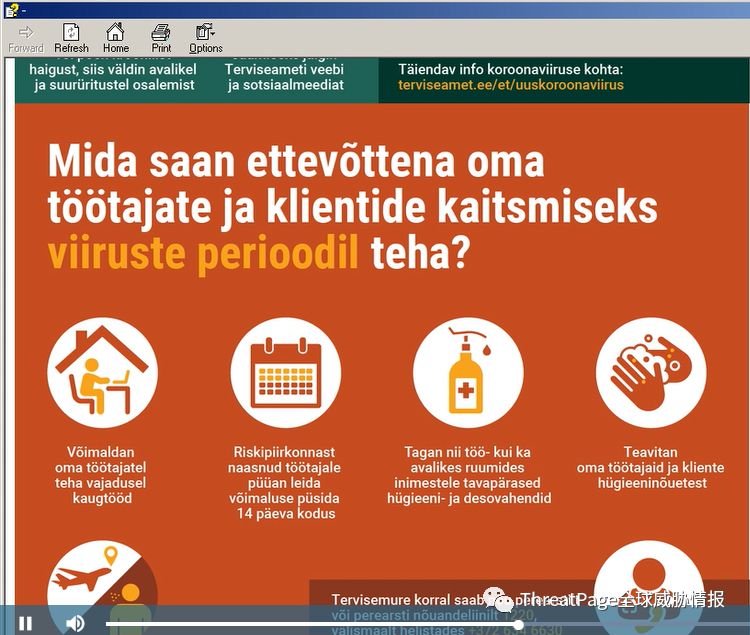 Forward Refresh Home Print Options
haigust, siis väldin avalikel
ja suurüritustel osalemist
Terviseameti veebi
ja sotsiaalmeediat
Täiendav info koroonaviiruse kohta:
terviseamet.ee/et/uuskoroonaviirus
Mida saan ettevõttena oma
töötajate ja klientide kaitsmiseks
viiruste perioodil teha?
Võimaldan
oma töötajatel
teha vajadusel
kaugtööd
Riskipiirkonnast
naasnud töötajale
püüan leida
võimaluse püsida
14 päeva kodus
Tagan nii töö- kui ka
avalikes ruumides
inimestele tavapärased
hügieeni- ja desovahendid
Teavitan
oma töötajaid ja kliente
hügieeninõuetest
Tervisemure korral
või perearsti nõuandeliinilt 1220,
välismaalt helistades +372 634 6630
ThreatPage全球威胁情报